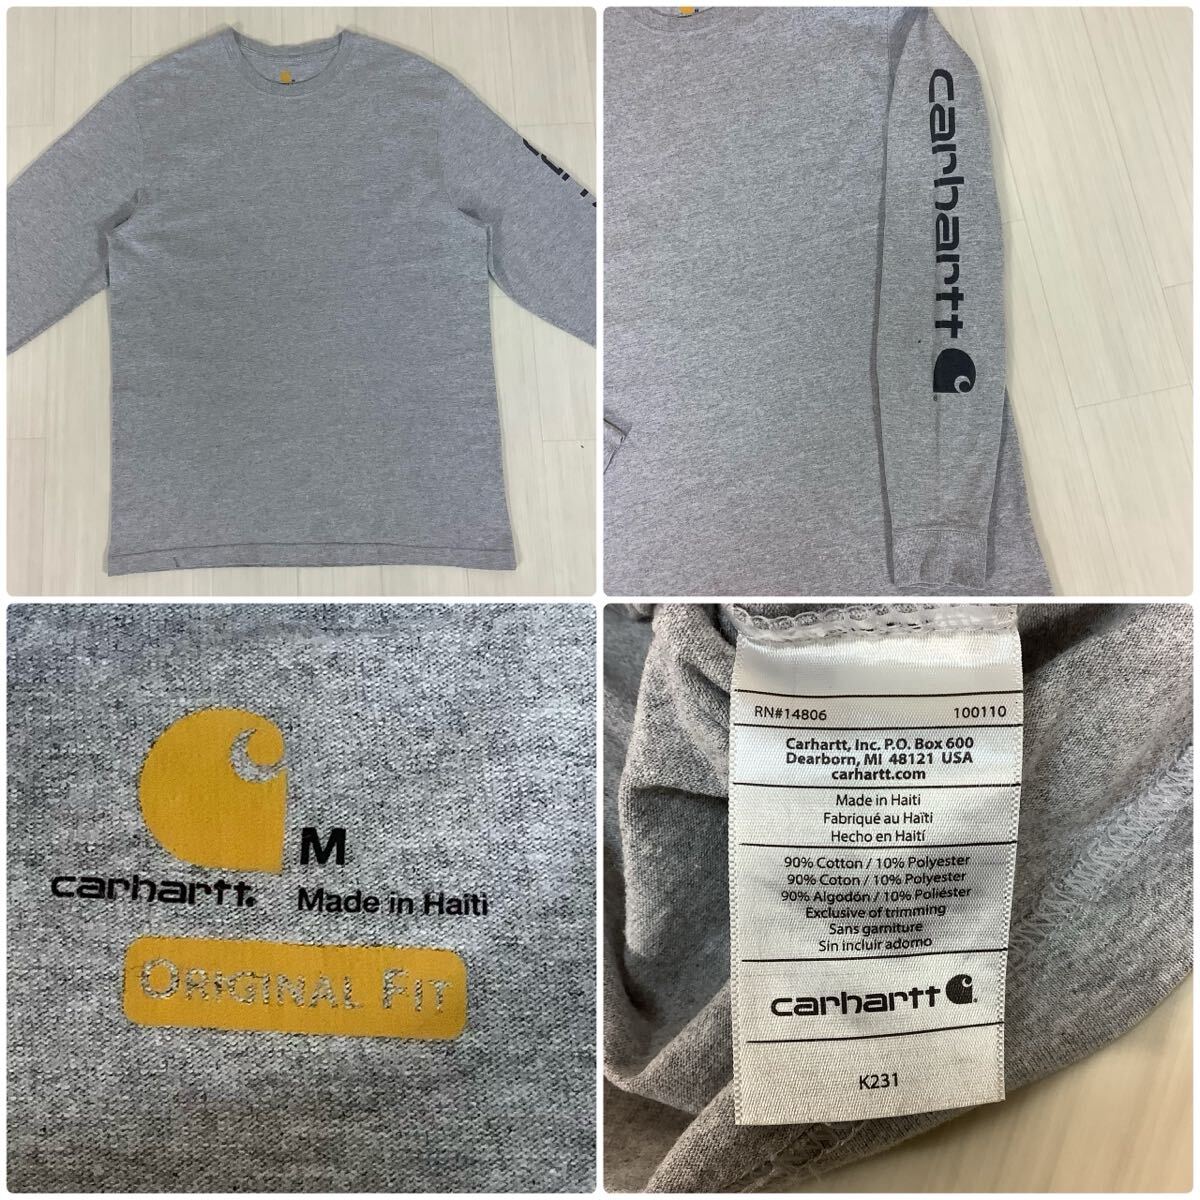 carhartt
carhartt
M
carhartt.
Made in Haiti
ORIGINAL FIT
RN#14806 100110
Carhartt, Inc. P.O. Box 600
Dearborn, MI 48121 USA
carhartt.com
Made in Haiti
Fabriqué au Haïti
Hecho en Haití
90% Cotton / 10% Polyester
90% Coton / 10% Polyester
90% Algodón / 10% Poliéster
Exclusive of trimming
Sans garniture
Sin incluir adorno
carhartt
K231